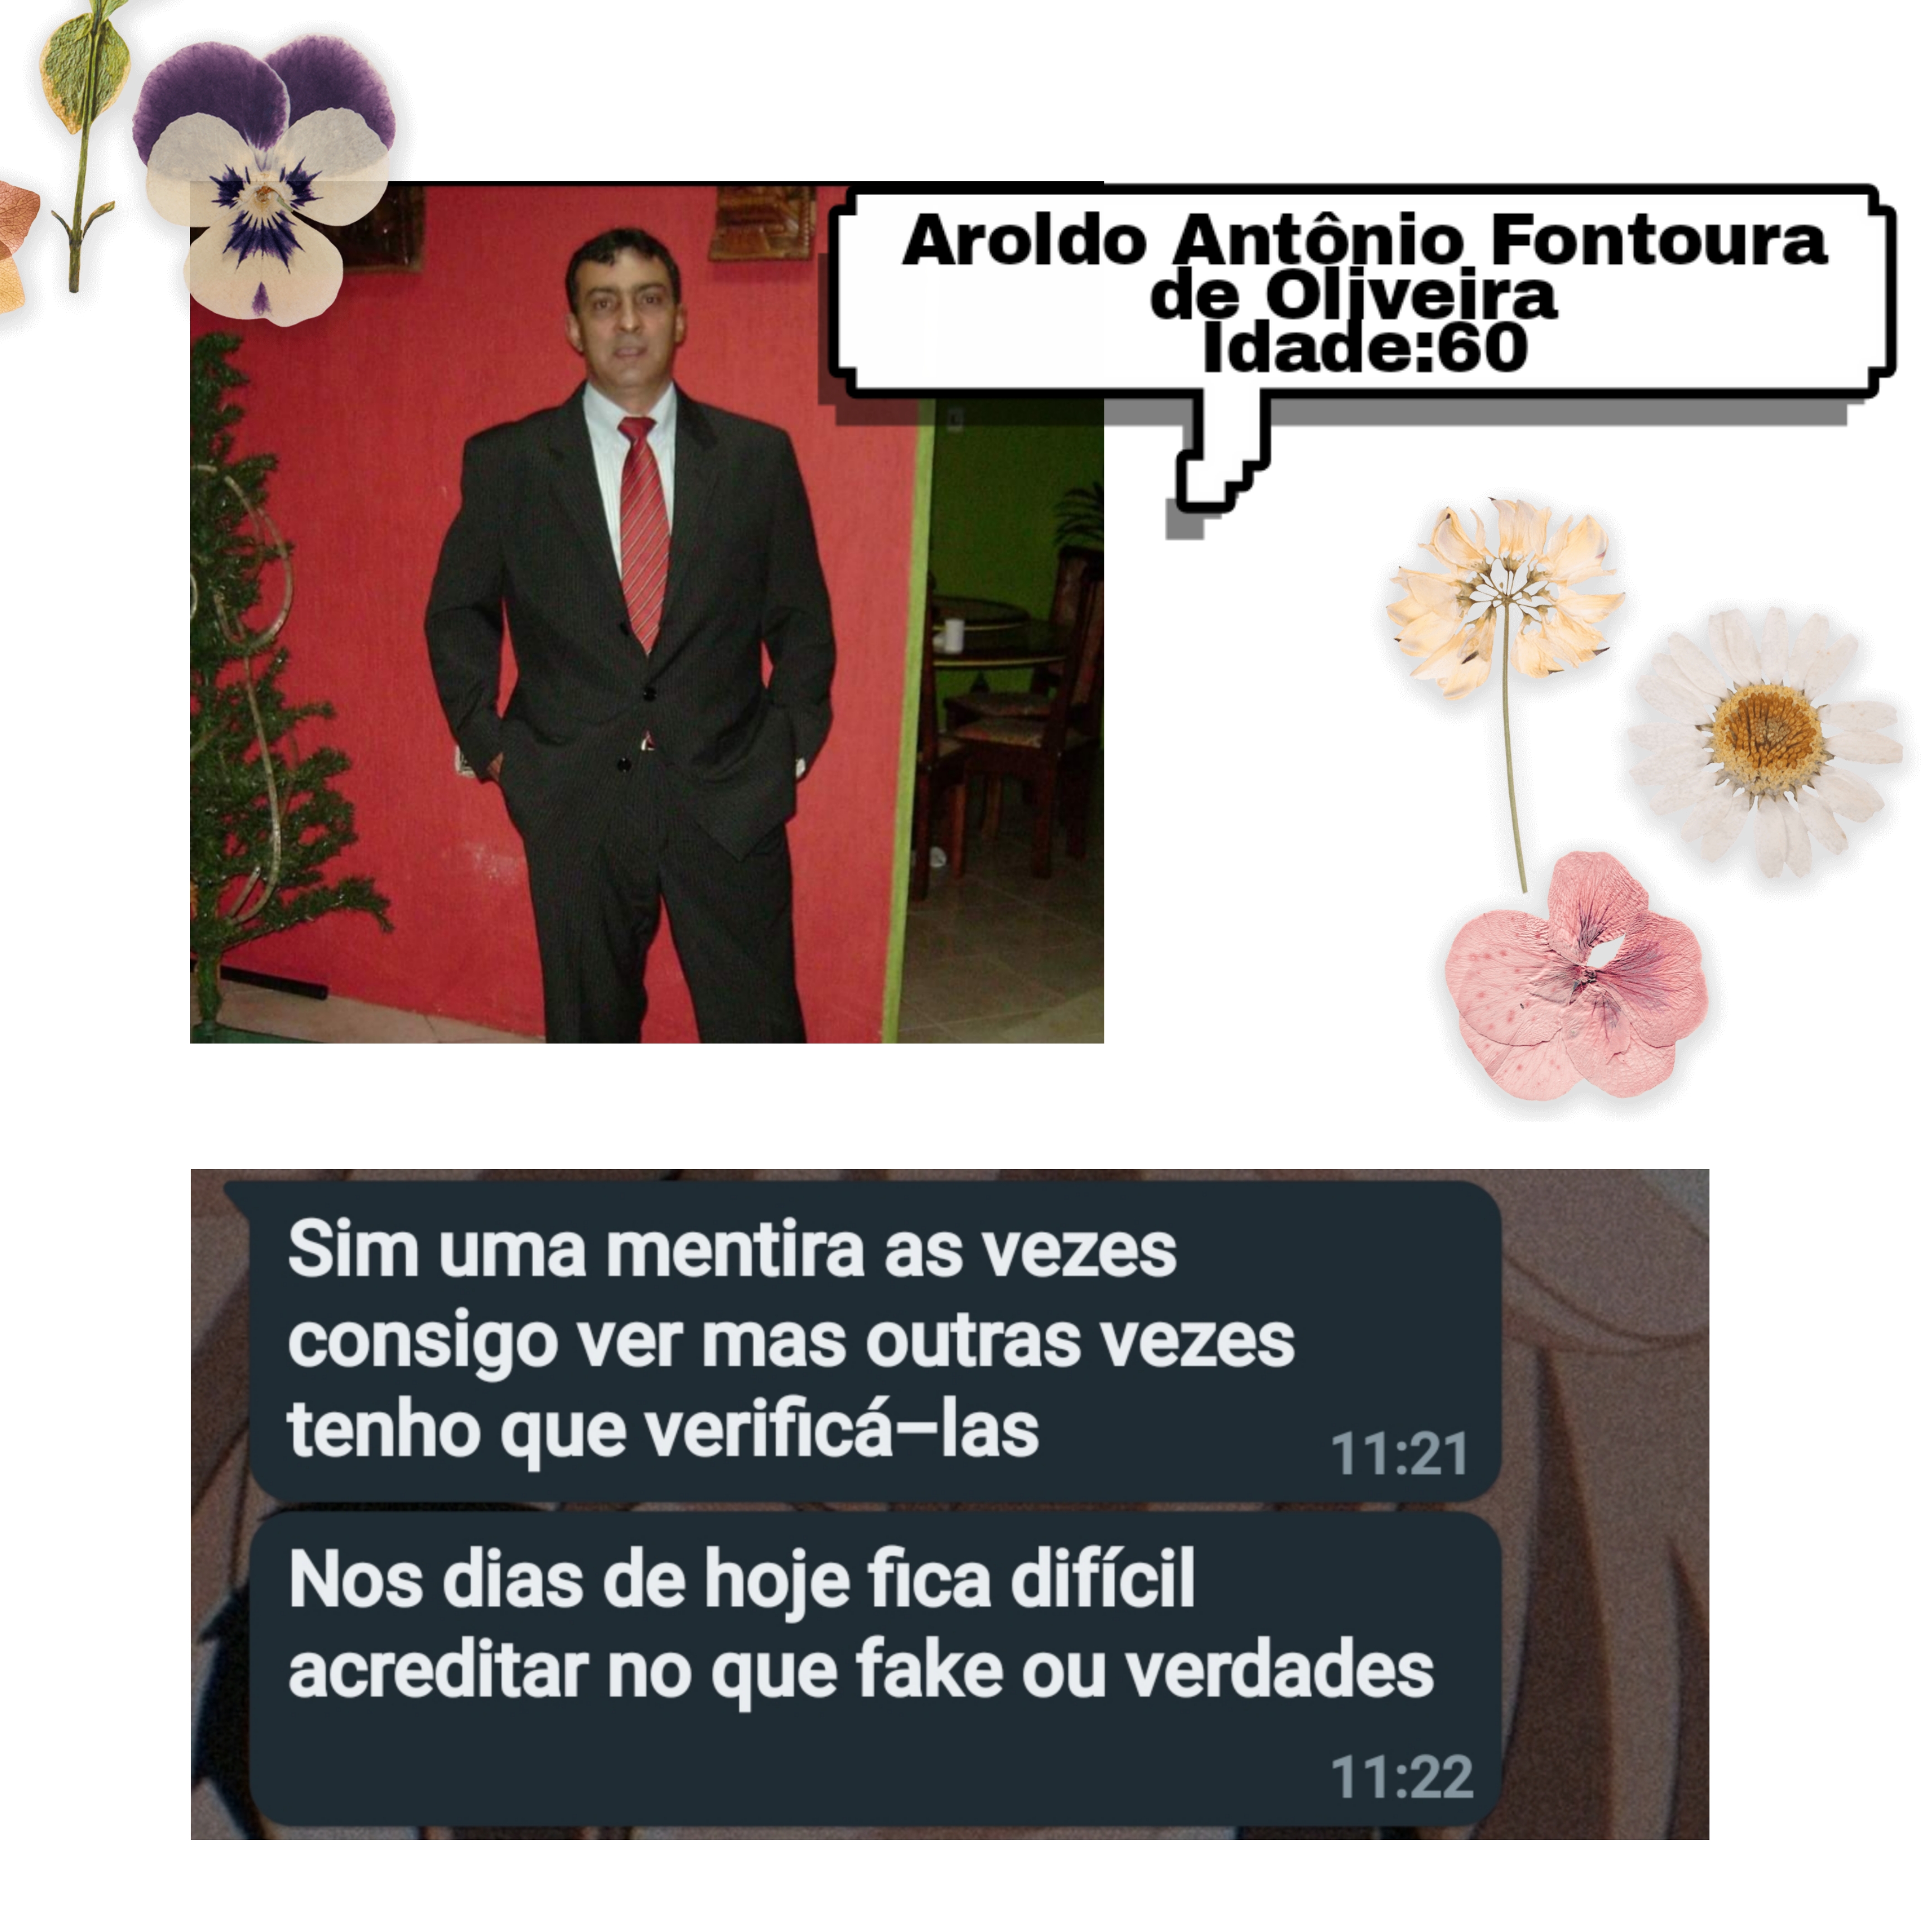 Aroldo Antônio Fontoura
de Oliveira
Idade:60
Sim uma mentira as vezes
consigo ver mas outras vezes
tenho que verificá-las
11:21
Nos dias de hoje fica difícil
acreditar no que fake ou verdades
11:22